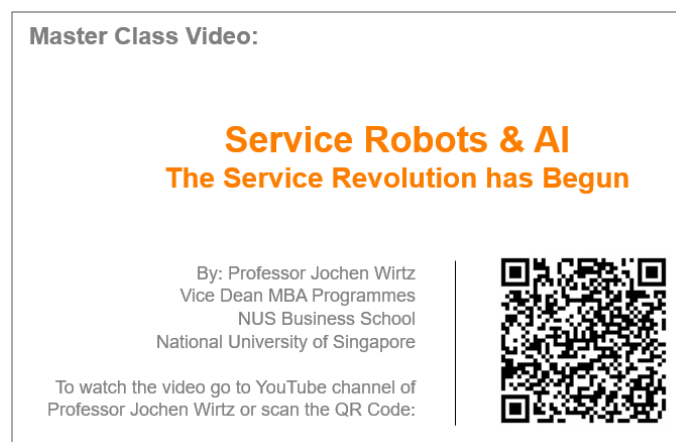 Master Class Video:
Service Robots & AI
The Service Revolution has Begun
By: Professor Jochen Wirtz
Vice Dean MBA Programmes
NUS Business School
National University of Singapore
To watch the video go to YouTube channel of
Professor Jochen Wirtz or scan the QR Code: